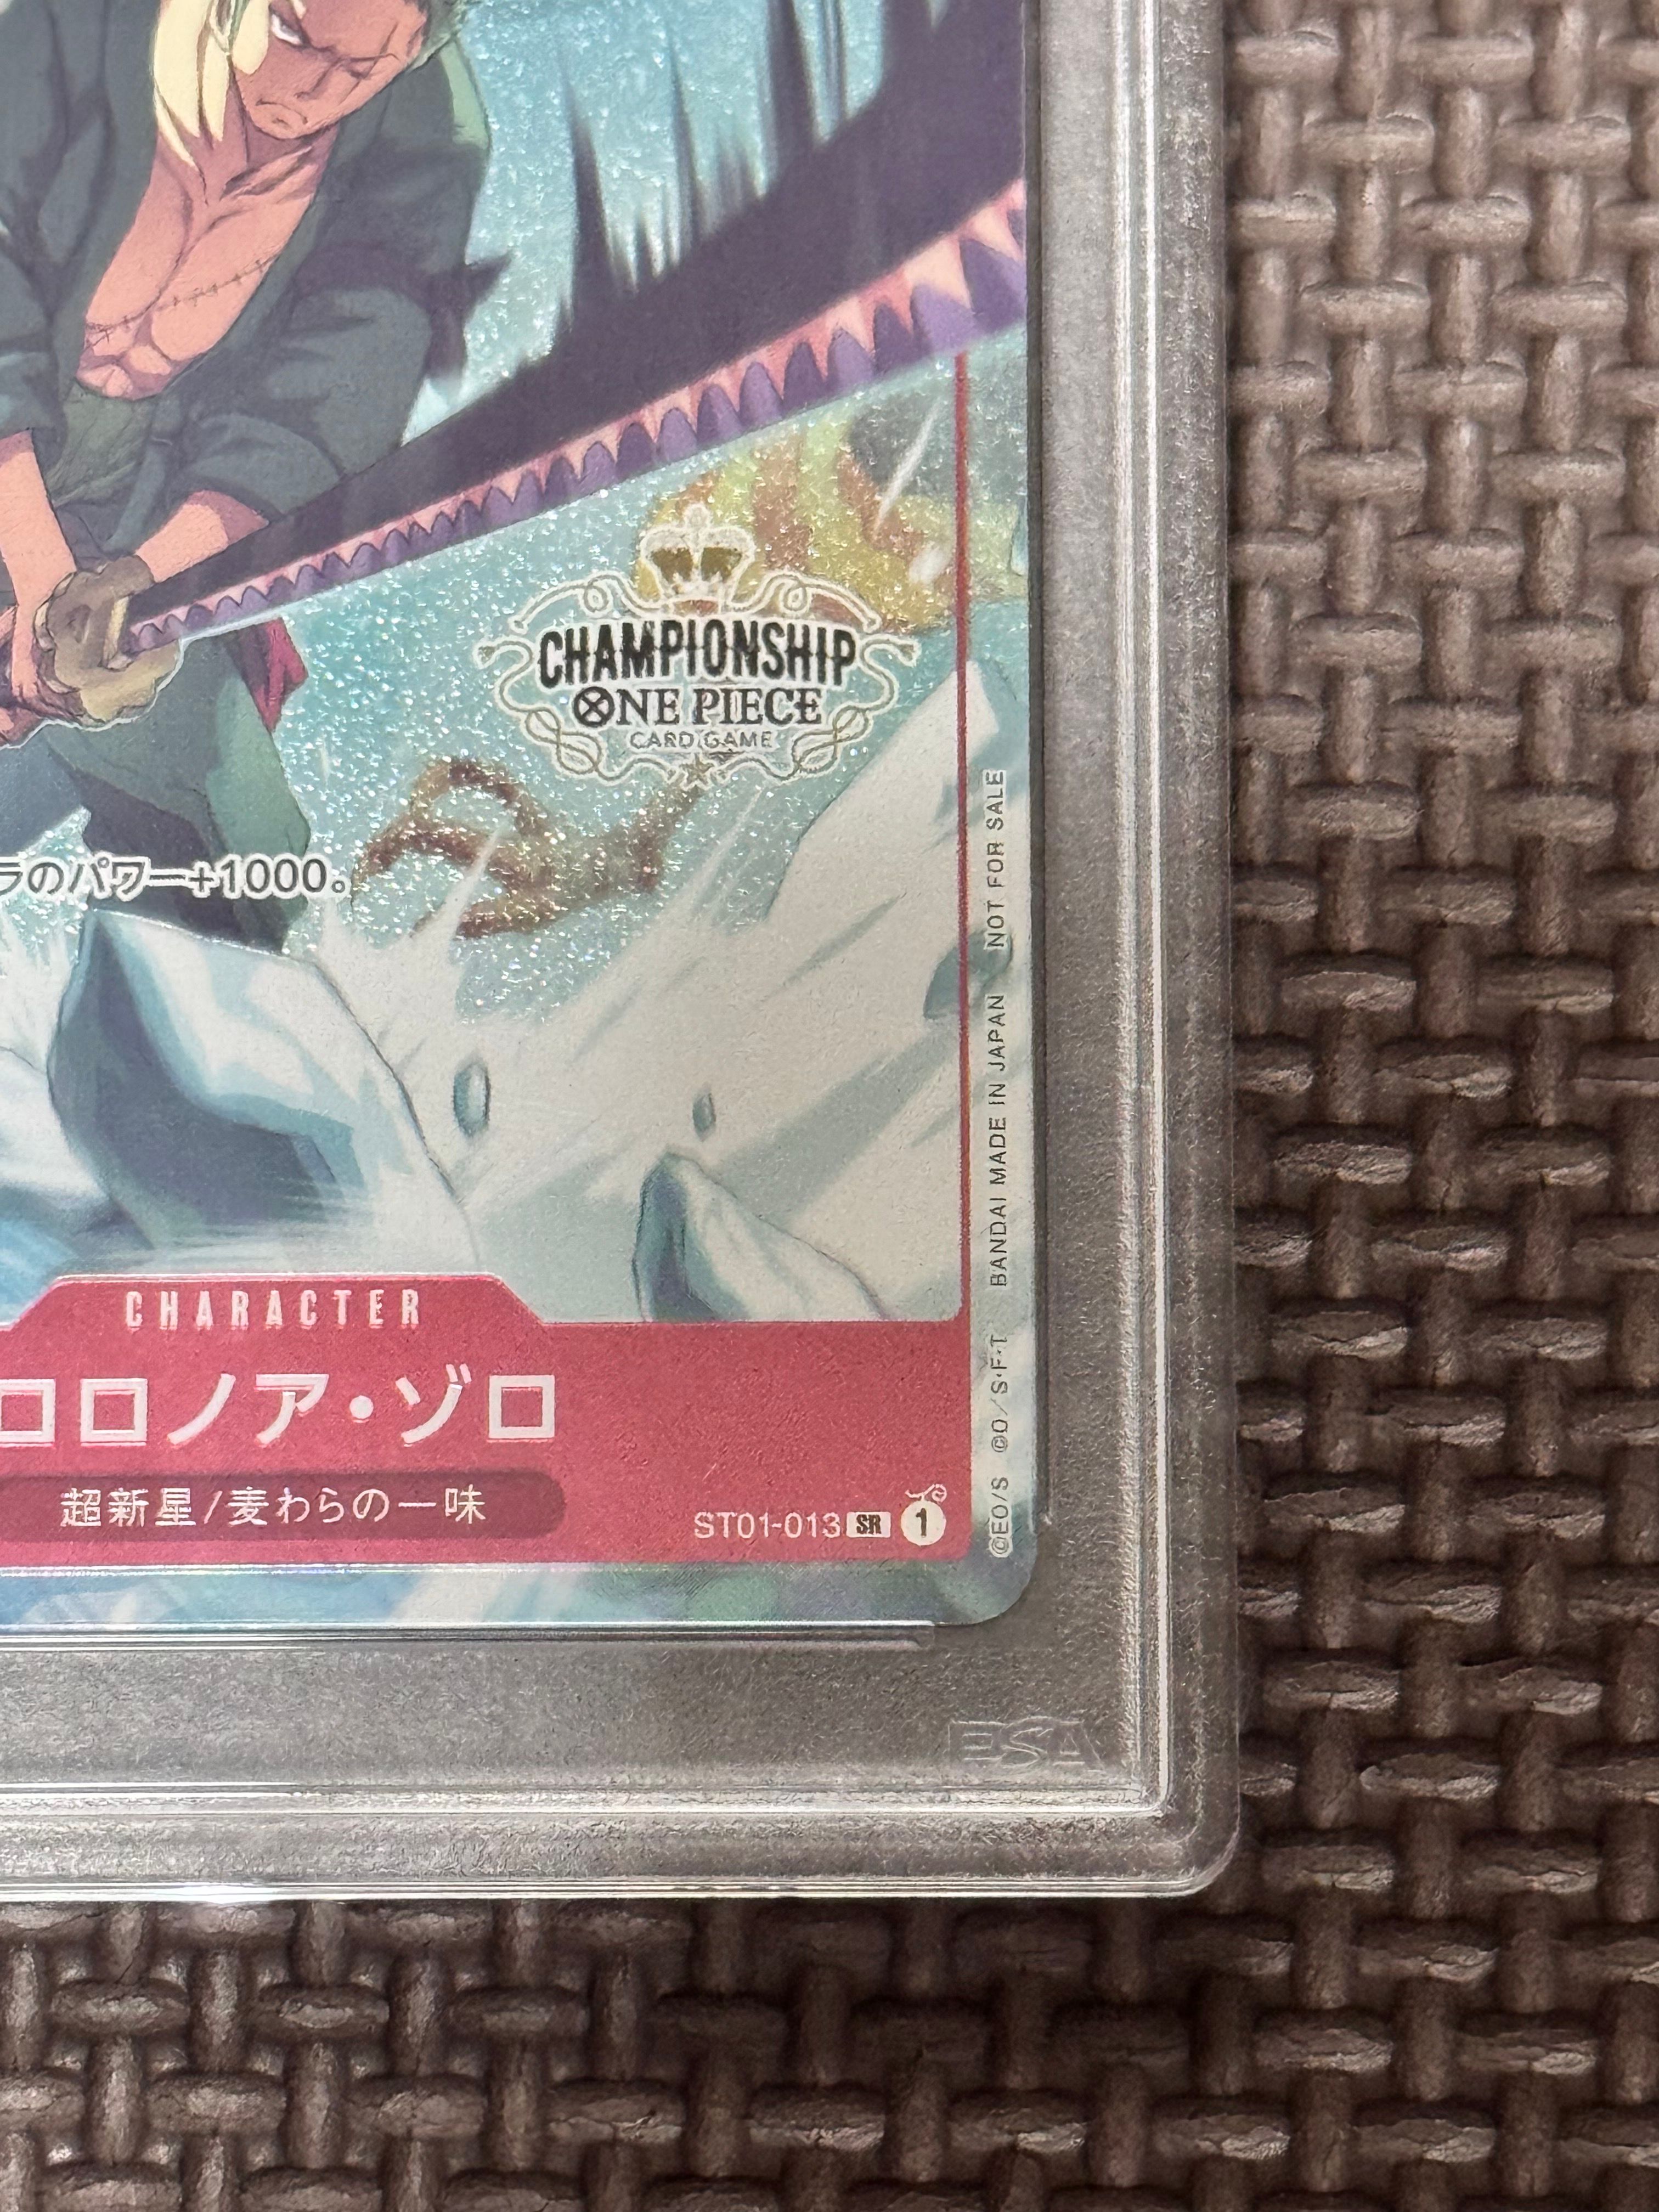 CHAMPIONSHIP
ONE PIECE
CARD GAME
ラのパワー+1000。
CHARACTER
ロロノア・ゾロ
超新星/麦わらの一味
ST01-013 SR 1
©EO/S ©O/S・F・T BANDAI MADE IN JAPAN NOT FOR SALE
ESA